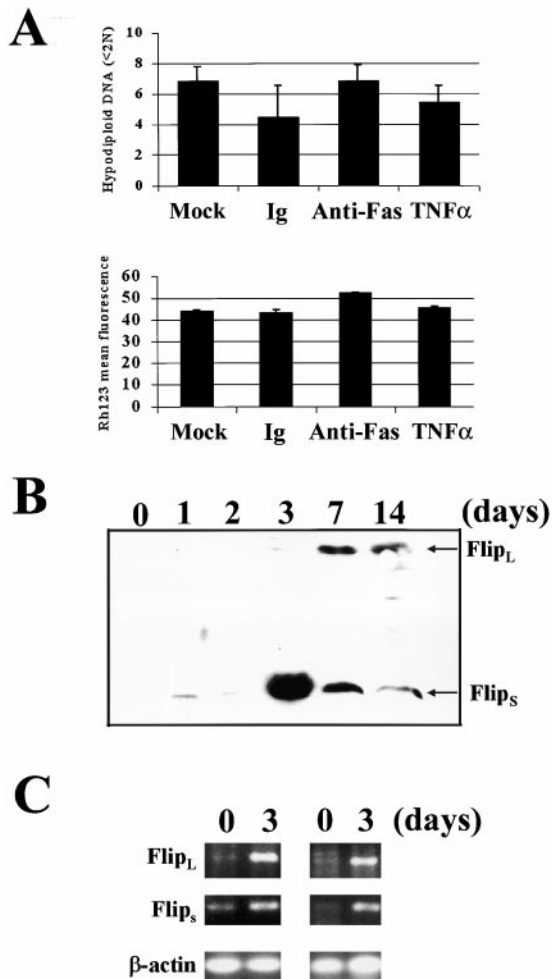 A
Hypodiploid DNA (<2N)
10
8
6
4
2
0
Mock Ig Anti-Fas TNFα
Rh123 mean fluorescence
60
50
40
30
20
10
0
Mock Ig Anti-Fas TNFα
B
0 1 2 3 7 14 (days)
FlipL
FlipS
C
0 3 0 3 (days)
FlipL
Flips
β-actin